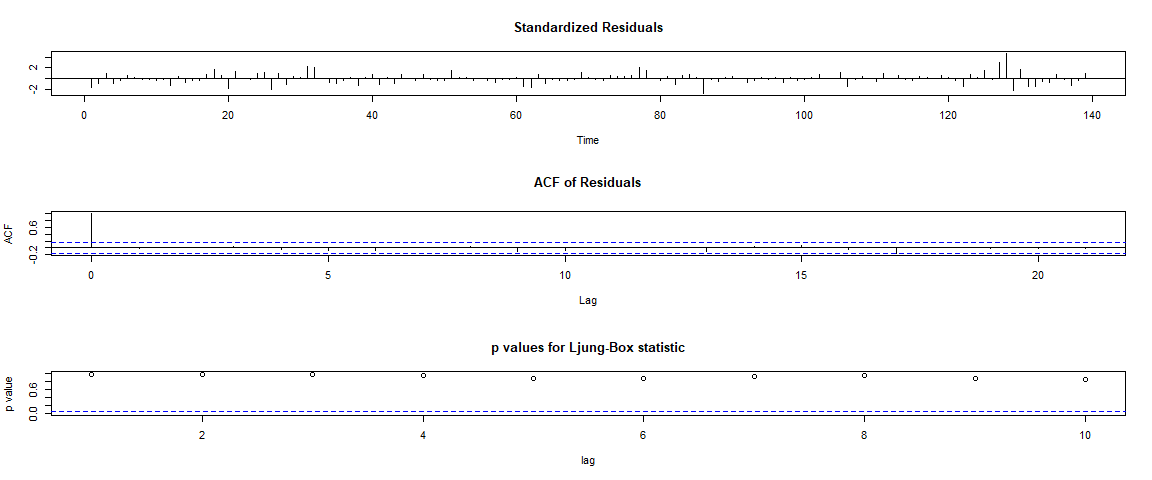 Standardized Residuals
2
-2
0 20 40 60 80 100 120 140
Time
ACF of Residuals
ACF
0.6
-0.2
0 5 10 15 20
Lag
p values for Ljung-Box statistic
p value
0.6
0.0
2 4 6 8 10
lag